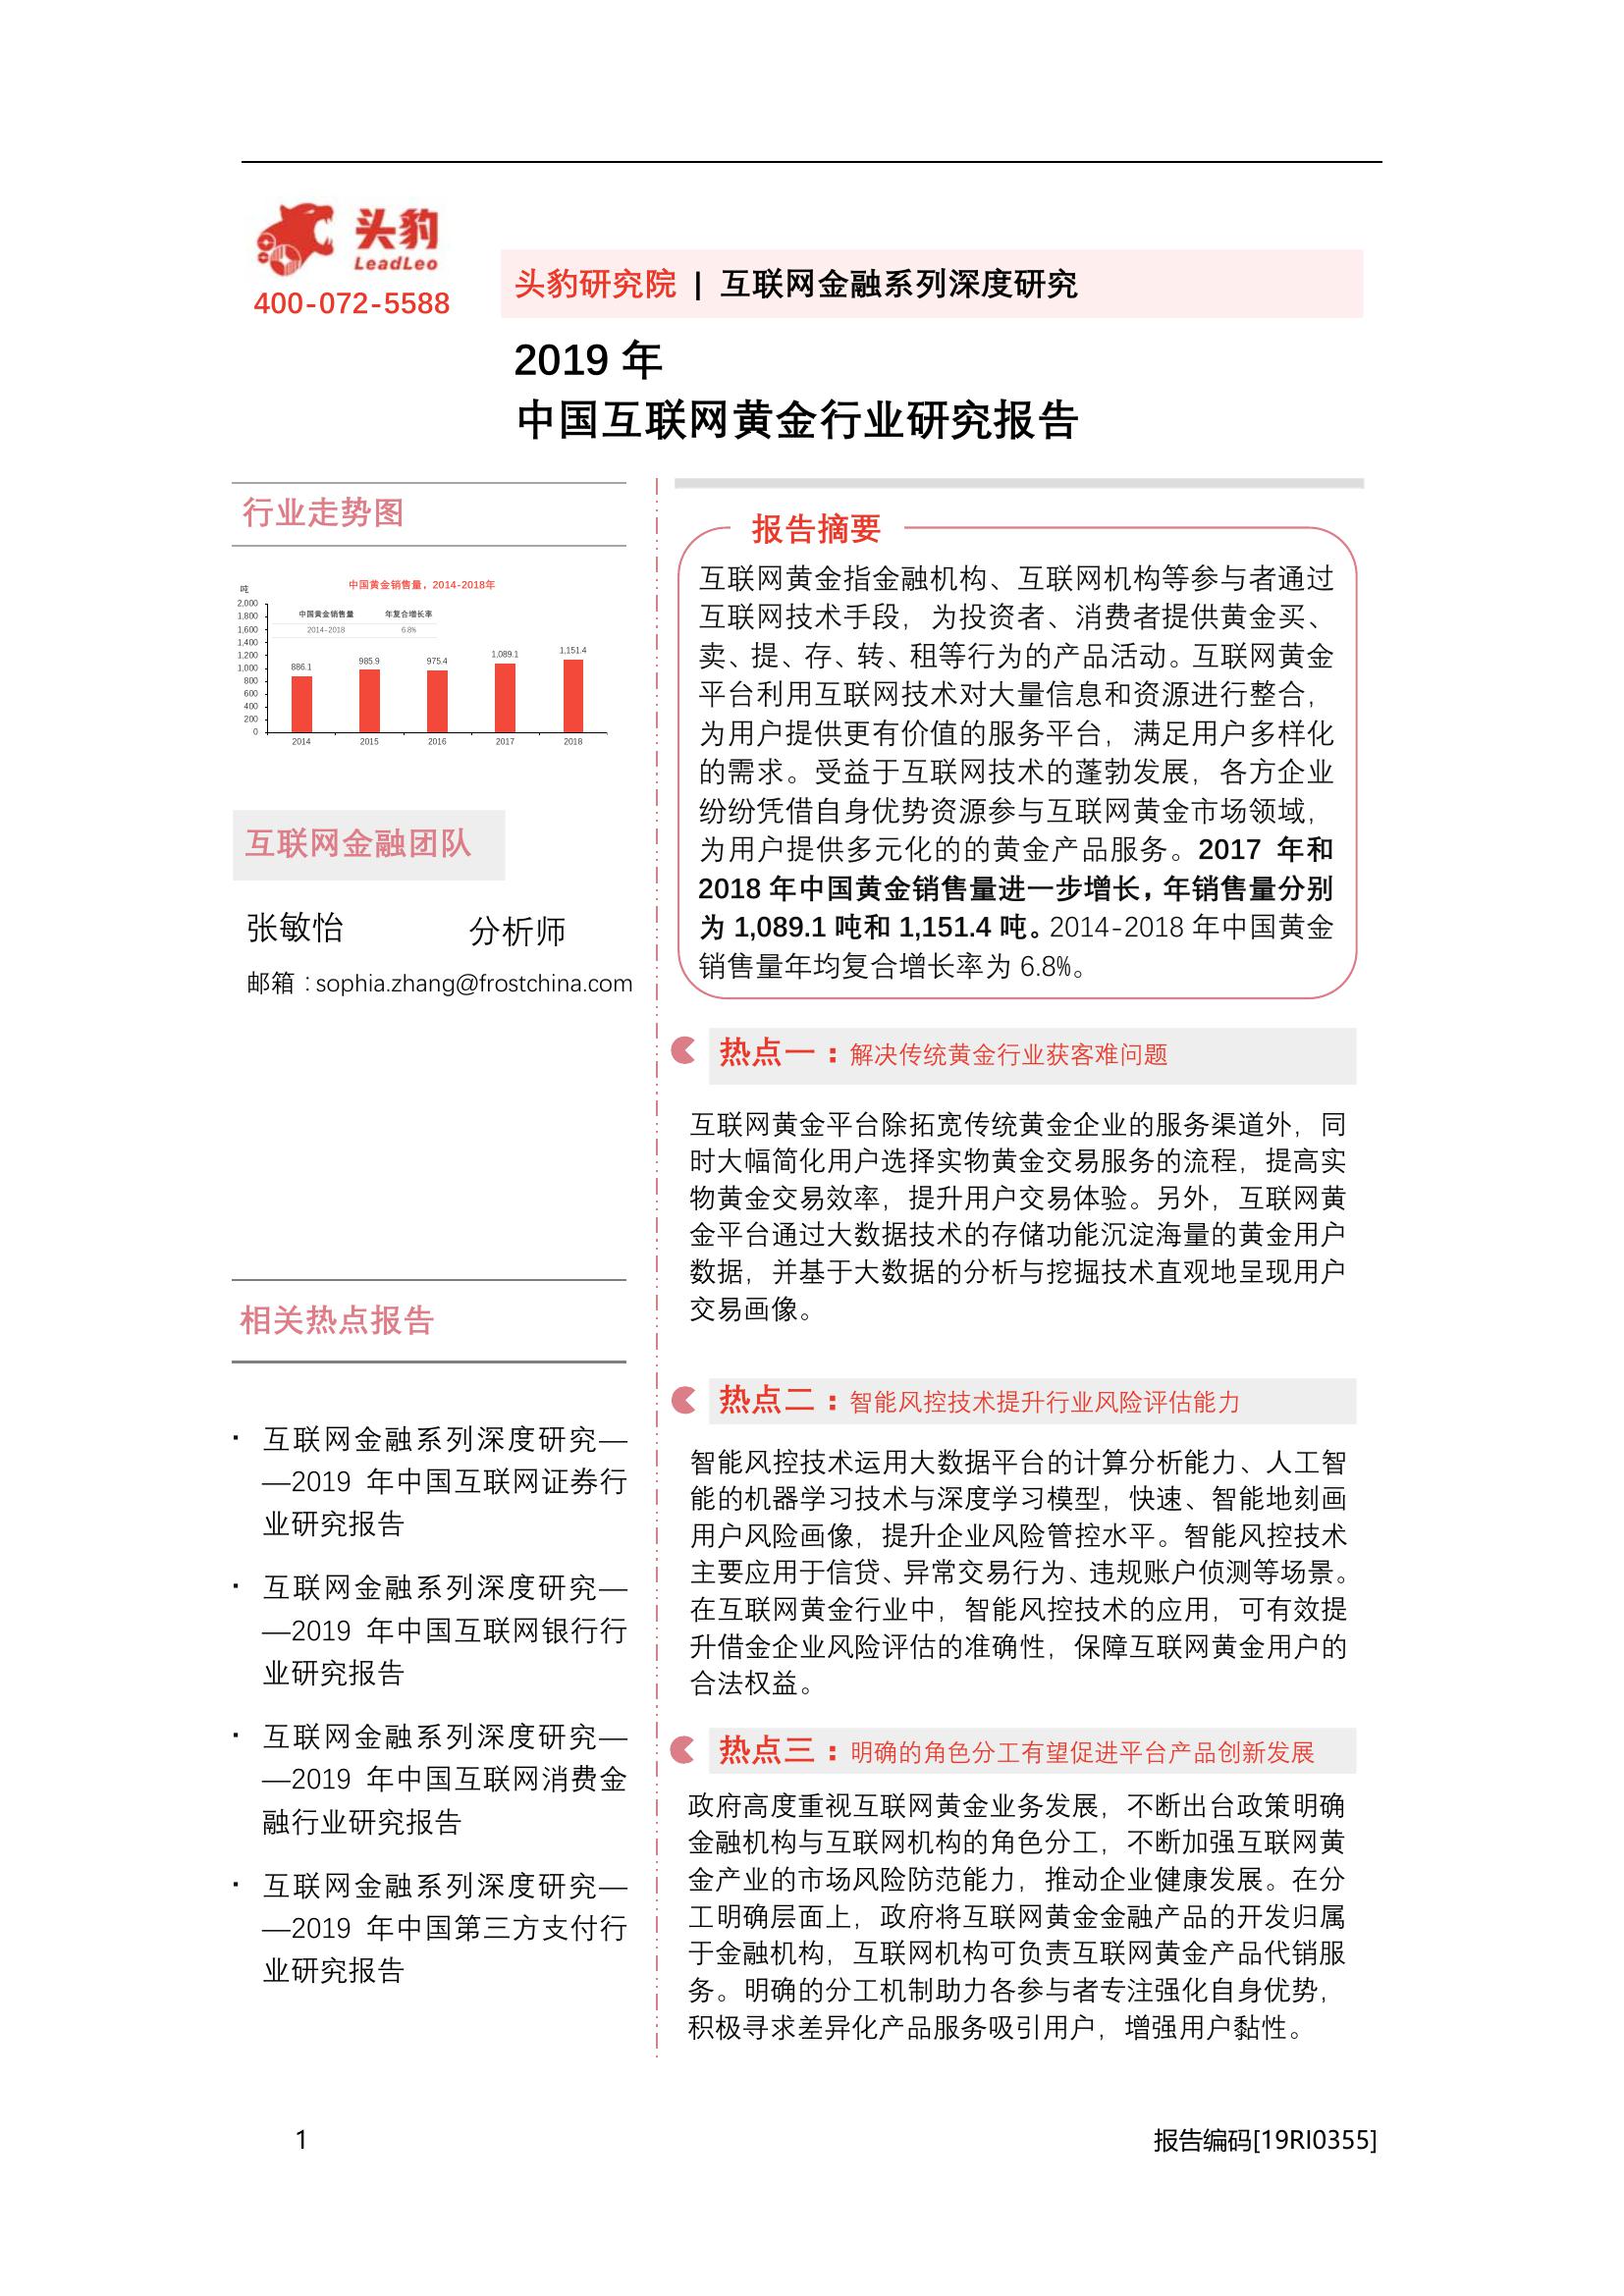 头豹
LeadLeo
400-072-5588
头豹研究院 | 互联网金融系列深度研究
2019 年
中国互联网黄金行业研究报告
行业走势图
吨
中国黄金销售量，2014-2018年
中国黄金销售量 年复合增长率
2014-2018 6.8%
2,000
1,800
1,600
1,400
1,200
1,000
800
600
400
200
0
886.1 985.9 975.4 1,089.1 1,151.4
2014 2015 2016 2017 2018
互联网金融团队
张敏怡 分析师
邮箱：sophia.zhang@frostchina.com
相关热点报告
· 互联网金融系列深度研究—
—2019 年中国互联网证券行
业研究报告
· 互联网金融系列深度研究—
—2019 年中国互联网银行行
业研究报告
· 互联网金融系列深度研究—
—2019 年中国互联网消费金
融行业研究报告
· 互联网金融系列深度研究—
—2019 年中国第三方支付行
业研究报告
报告摘要
互联网黄金指金融机构、互联网机构等参与者通过
互联网技术手段，为投资者、消费者提供黄金买、
卖、提、存、转、租等行为的产品活动。互联网黄金
平台利用互联网技术对大量信息和资源进行整合，
为用户提供更有价值的服务平台，满足用户多样化
的需求。受益于互联网技术的蓬勃发展，各方企业
纷纷凭借自身优势资源参与互联网黄金市场领域，
为用户提供多元化的的黄金产品服务。2017 年和
2018 年中国黄金销售量进一步增长，年销售量分别
为 1,089.1 吨和 1,151.4 吨。2014-2018 年中国黄金
销售量年均复合增长率为 6.8%。
热点一：解决传统黄金行业获客难问题
互联网黄金平台除拓宽传统黄金企业的服务渠道外，同
时大幅简化用户选择实物黄金交易服务的流程，提高实
物黄金交易效率，提升用户交易体验。另外，互联网黄
金平台通过大数据技术的存储功能沉淀海量的黄金用户
数据，并基于大数据的分析与挖掘技术直观地呈现用户
交易画像。
热点二：智能风控技术提升行业风险评估能力
智能风控技术运用大数据平台的计算分析能力、人工智
能的机器学习技术与深度学习模型，快速、智能地刻画
用户风险画像，提升企业风险管控水平。智能风控技术
主要应用于信贷、异常交易行为、违规账户侦测等场景。
在互联网黄金行业中，智能风控技术的应用，可有效提
升借金企业风险评估的准确性，保障互联网黄金用户的
合法权益。
热点三：明确的角色分工有望促进平台产品创新发展
政府高度重视互联网黄金业务发展，不断出台政策明确
金融机构与互联网机构的角色分工，不断加强互联网黄
金产业的市场风险防范能力，推动企业健康发展。在分
工明确层面上，政府将互联网黄金金融产品的开发归属
于金融机构，互联网机构可负责互联网黄金产品代销服
务。明确的分工机制助力各参与者专注强化自身优势，
积极寻求差异化产品服务吸引用户，增强用户黏性。
1 报告编码[19RI0355]